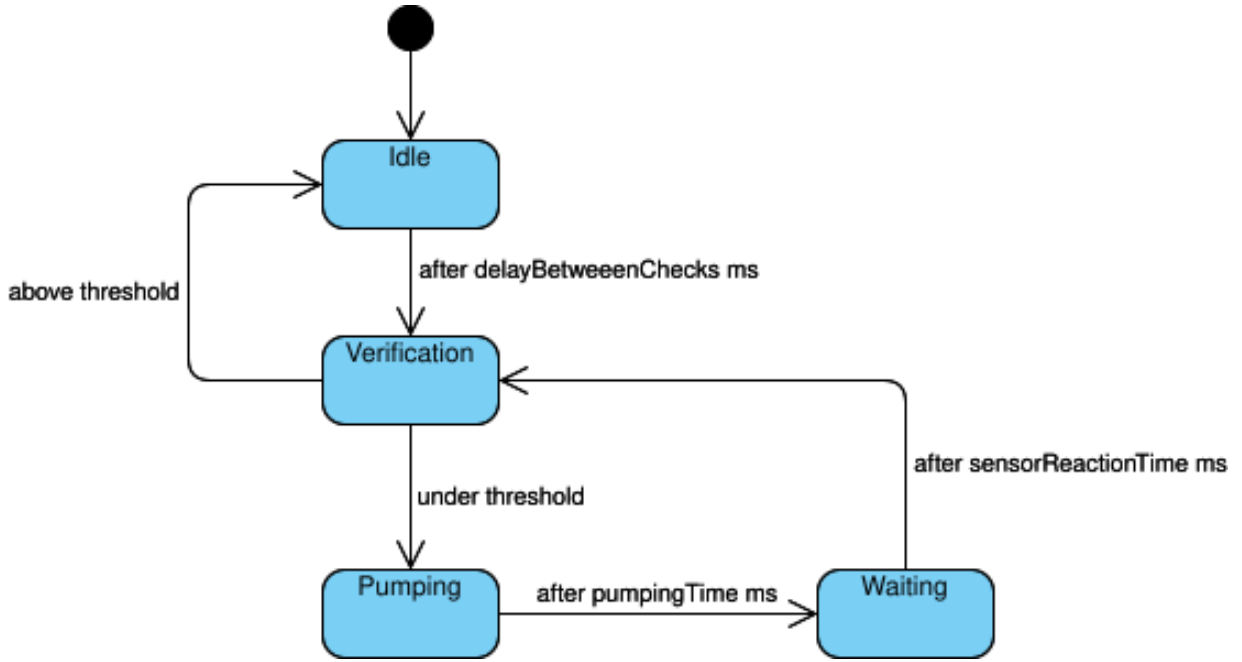 Idle
after delayBetweeenChecks ms
above threshold
Verification
after sensorReactionTime ms
under threshold
Pumping
after pumpingTime ms
Waiting